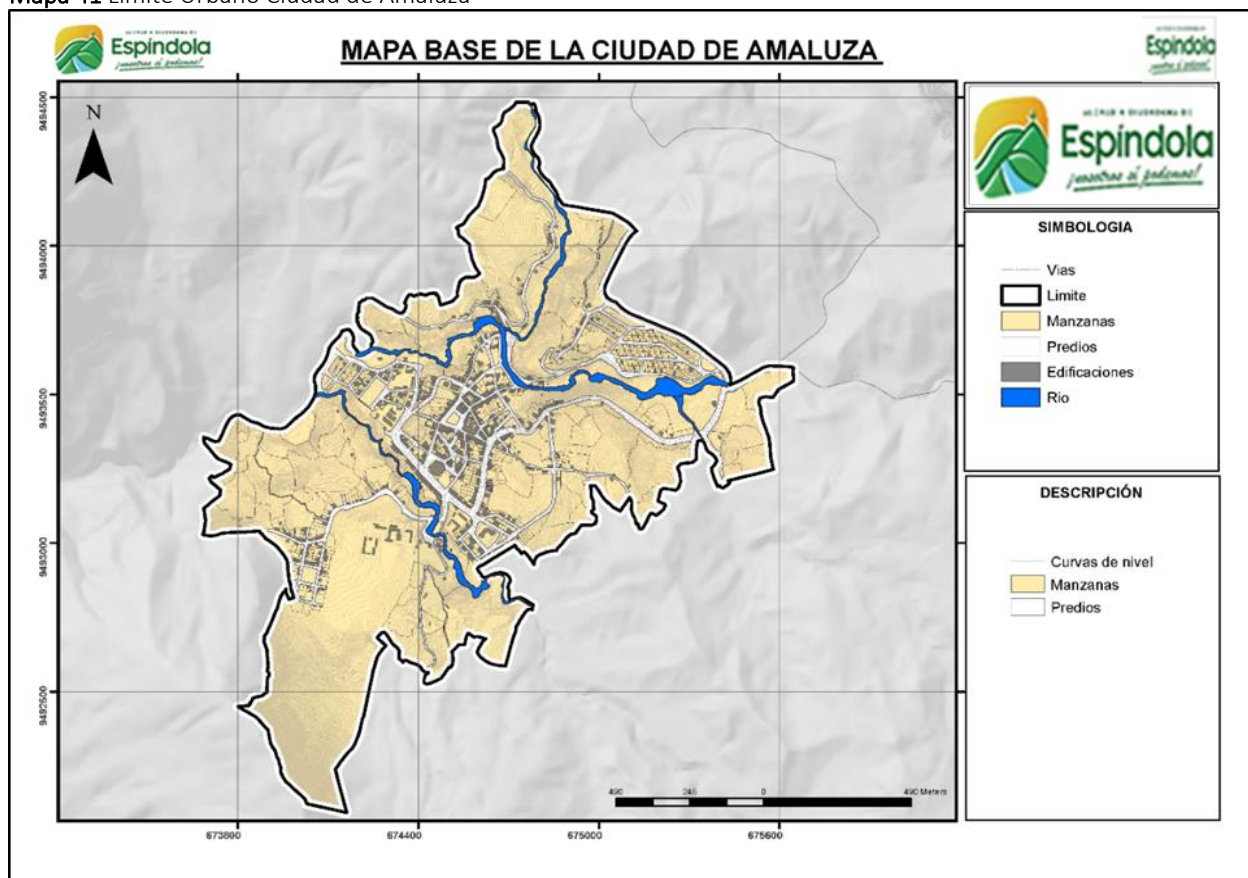 Mapa 41 Límite Urbano Ciudad de Amaluza
Espíndola
¡nosotros sí podemos!
MAPA BASE DE LA CIUDAD DE AMALUZA
Espíndola
N
9494500
9494000
9493500
9493000
9492500
673800
674400
675000
675600
490
245
0
490 Meters
Espíndola
¡nosotros sí podemos!
SIMBOLOGIA
Vias
Limite
Manzanas
Predios
Edificaciones
Rio
DESCRIPCIÓN
Curvas de nivel
Manzanas
Predios